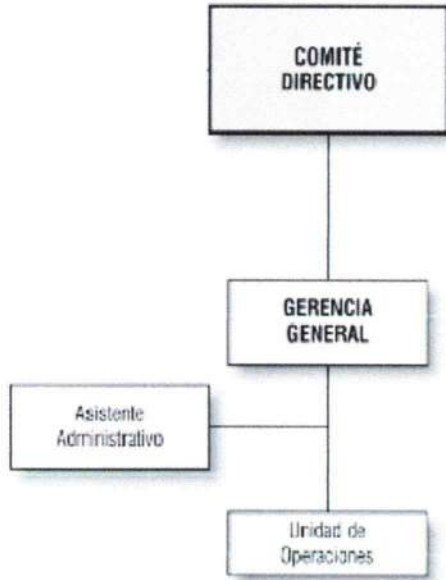 COMITÉ
DIRECTIVO
GERENCIA
GENERAL
Asistente
Administrativo
Unidad de
Operaciones